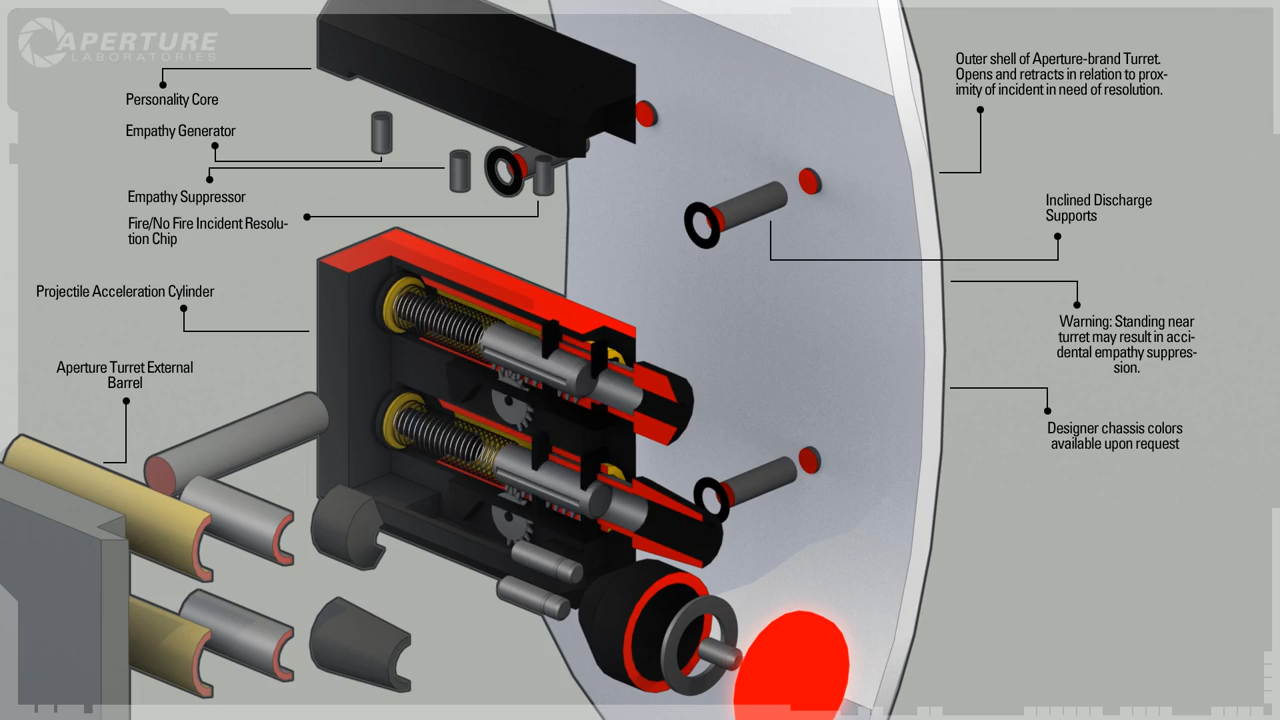 APERTURE
LABORATORIES
Personality Core
Empathy Generator
Empathy Suppressor
Fire/No Fire Incident Resolu-
tion Chip
Projectile Acceleration Cylinder
Aperture Turret External
Barrel
Outer shell of Aperture-brand Turret.
Opens and retracts in relation to prox-
imity of incident in need of resolution.
Inclined Discharge
Supports
Warning: Standing near
turret may result in acci-
dental empathy suppres-
sion.
Designer chassis colors
available upon request